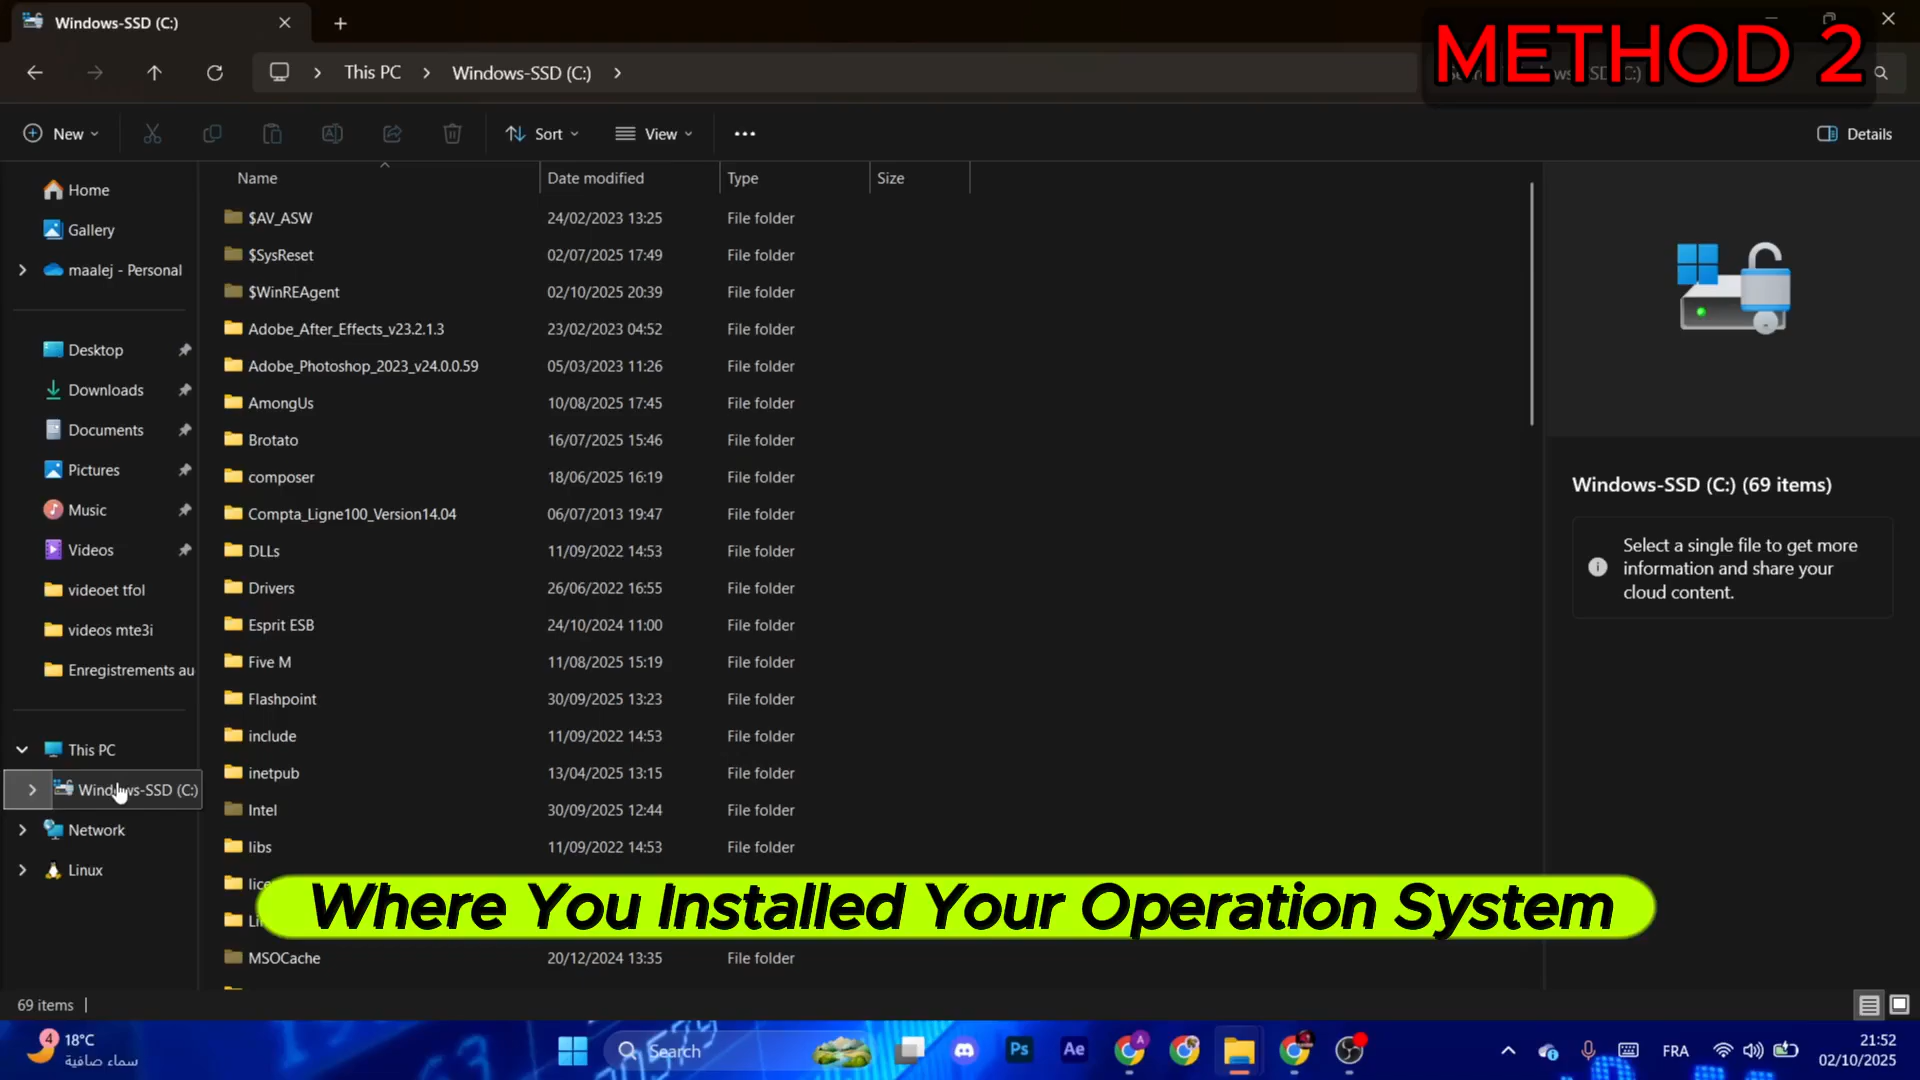 Windows-SSD (C:)
METHOD 2
This PC
Windows-SSD (C:)
New
Sort
View
Details
Name Date modified Type Size
Home
Gallery
maalej - Personal
Desktop
Downloads
Documents
Pictures
Music
Videos
videoet tfol
videos mte3i
Enregistrements au
This PC
Windows-SSD (C:)
Network
Linux
$AV_ASW 24/02/2023 13:25 File folder
$SysReset 02/07/2025 17:49 File folder
$WinREAgent 02/10/2025 20:39 File folder
Adobe_After_Effects_v23.2.1.3 23/02/2023 04:52 File folder
Adobe_Photoshop_2023_v24.0.0.59 05/03/2023 11:26 File folder
AmongUs 10/08/2025 17:45 File folder
Brotato 16/07/2025 15:46 File folder
composer 18/06/2025 16:19 File folder
Compta_Ligne100_Version14.04 06/07/2013 19:47 File folder
DLLs 11/09/2022 14:53 File folder
Drivers 26/06/2022 16:55 File folder
Esprit ESB 24/10/2024 11:00 File folder
Five M 11/08/2025 15:19 File folder
Flashpoint 30/09/2025 13:23 File folder
include 11/09/2022 14:53 File folder
inetpub 13/04/2025 13:15 File folder
Intel 30/09/2025 12:44 File folder
libs 11/09/2022 14:53 File folder
Where You Installed Your Operation System
MSOCache 20/12/2024 13:35 File folder
Windows-SSD (C:) (69 items)
Select a single file to get more
information and share your
cloud content.
69 items
4
18°C
سماء صافية
Search
Ps
Ae
A
FRA
21:52
02/10/2025